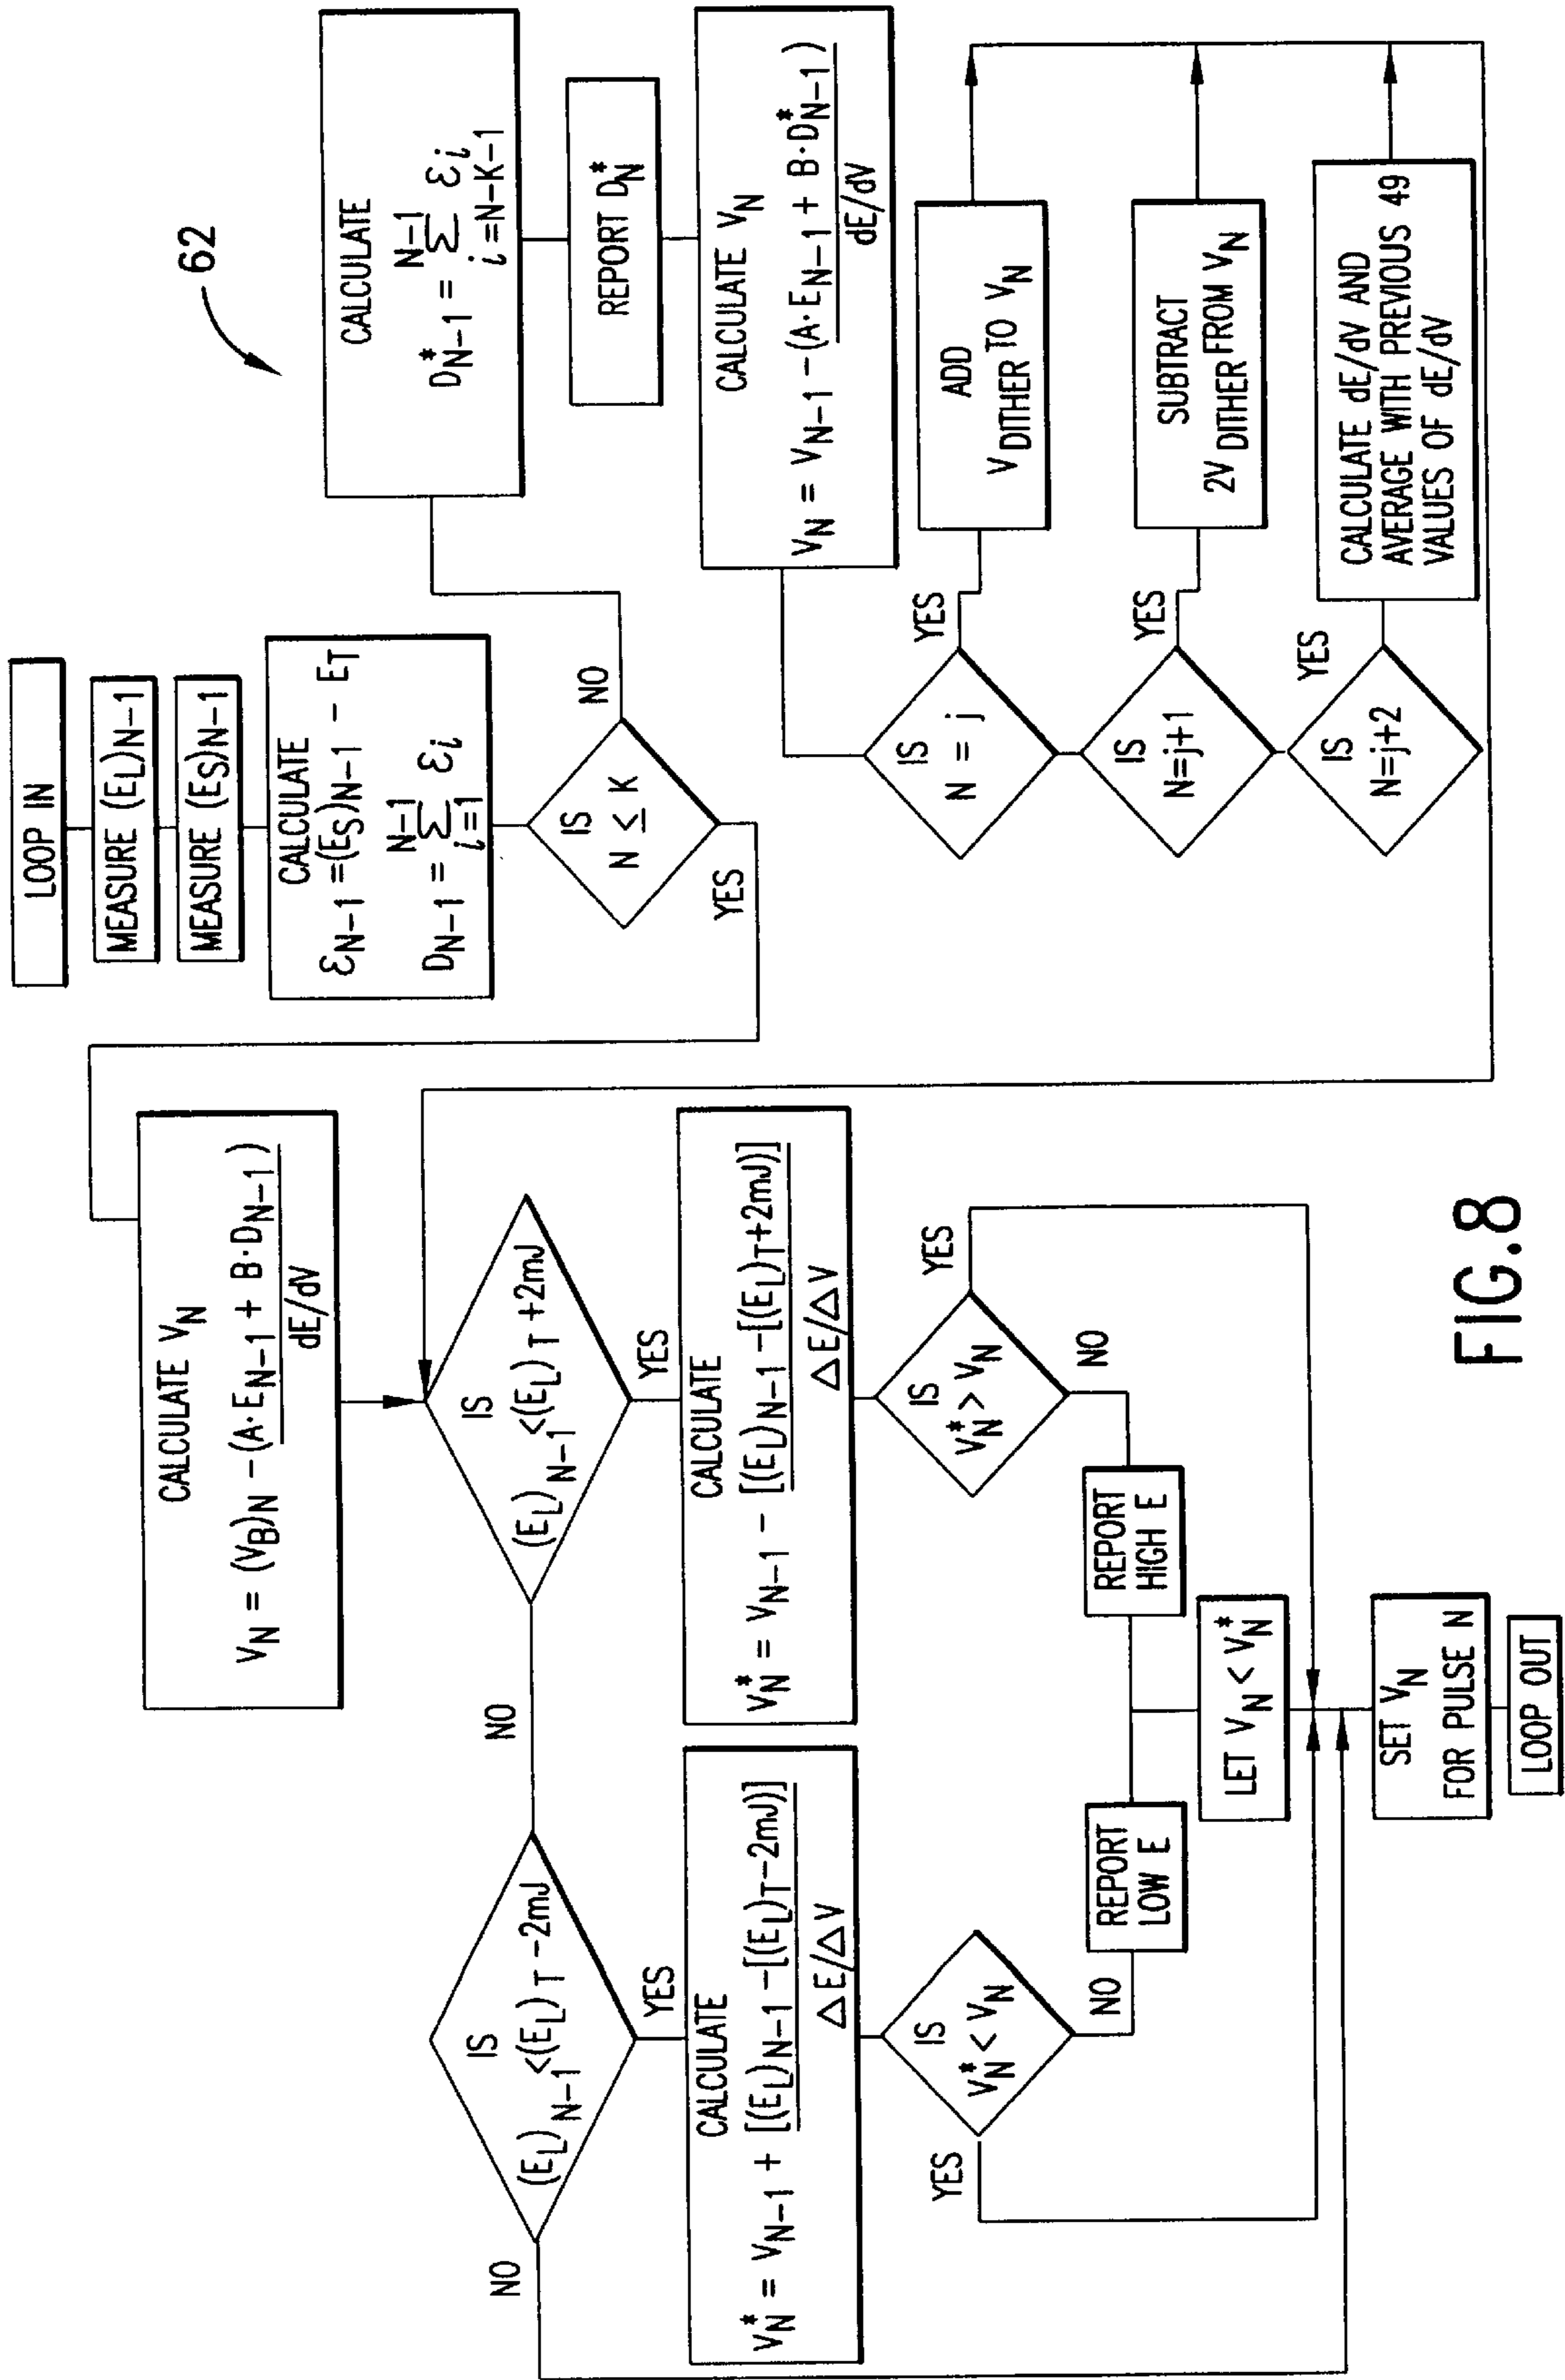 62
LOOP IN
MEASURE (E_L)_N-1
MEASURE (E_S)_N-1
CALCULATE
ε_N-1 = (E_S)_N-1 - E_T
D_N-1 = Σ_{i=1}^{N-1} ε_i
IS
N ≤ K
NO
YES
CALCULATE
D*_N-1 = Σ_{i=N-K-1}^{N-1} ε_i
REPORT D*_N
CALCULATE V_N
V_N = V_N-1 - (A·E_N-1 + B·D*_N-1)
dE/dV
IS
N = j
YES
ADD
V_DITHER TO V_N
IS
N=j+1
YES
SUBTRACT
2V_DITHER FROM V_N
IS
N=j+2
YES
CALCULATE dE/dV AND
AVERAGE WITH PREVIOUS 49
VALUES OF dE/dV
CALCULATE V_N
V_N = (V_B)_N - (A·E_N-1 + B·D_N-1)
dE/dV
IS
(E_L)_N-1 < (E_L)_T +2mJ
NO
YES
CALCULATE
V*_N = V_N-1 - [(E_L)_N-1 - [(E_L)_T+2mJ)]
ΔE/ΔV
IS
V*_N > V_N
YES
NO
REPORT
HIGH E
IS
(E_L)_N-1 < (E_L)_T -2mJ
NO
YES
CALCULATE
V*_N = V_N-1 + [(E_L)_N-1 - [(E_L)_T-2mJ)]
ΔE/ΔV
IS
V*_N < V_N
YES
NO
REPORT
LOW E
LET V_N < V*_N
SET V_N
FOR PULSE N
LOOP OUT
FIG.8